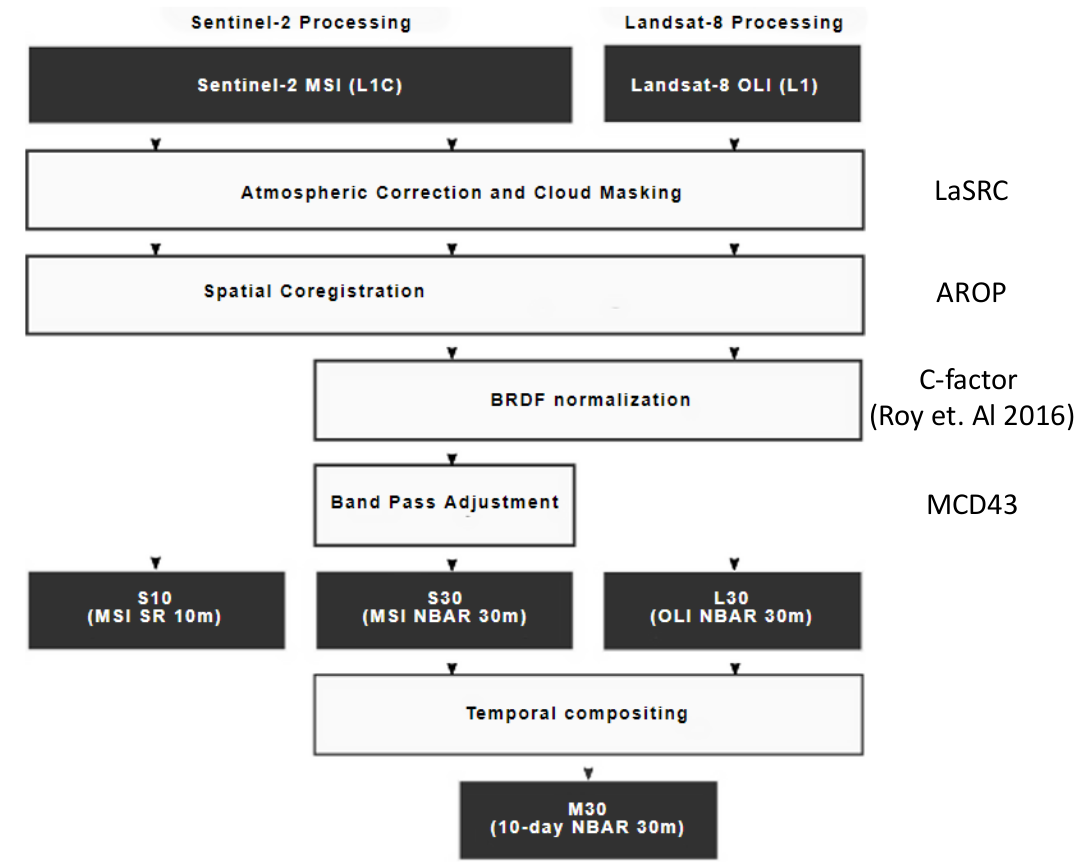 Sentinel-2 Processing
Landsat-8 Processing
Sentinel-2 MSI (L1C)
Landsat-8 OLI (L1)
Atmospheric Correction and Cloud Masking
LaSRC
Spatial Coregistration
AROP
BRDF normalization
C-factor
(Roy et. Al 2016)
Band Pass Adjustment
MCD43
S10
(MSI SR 10m)
S30
(MSI NBAR 30m)
L30
(OLI NBAR 30m)
Temporal compositing
M30
(10-day NBAR 30m)